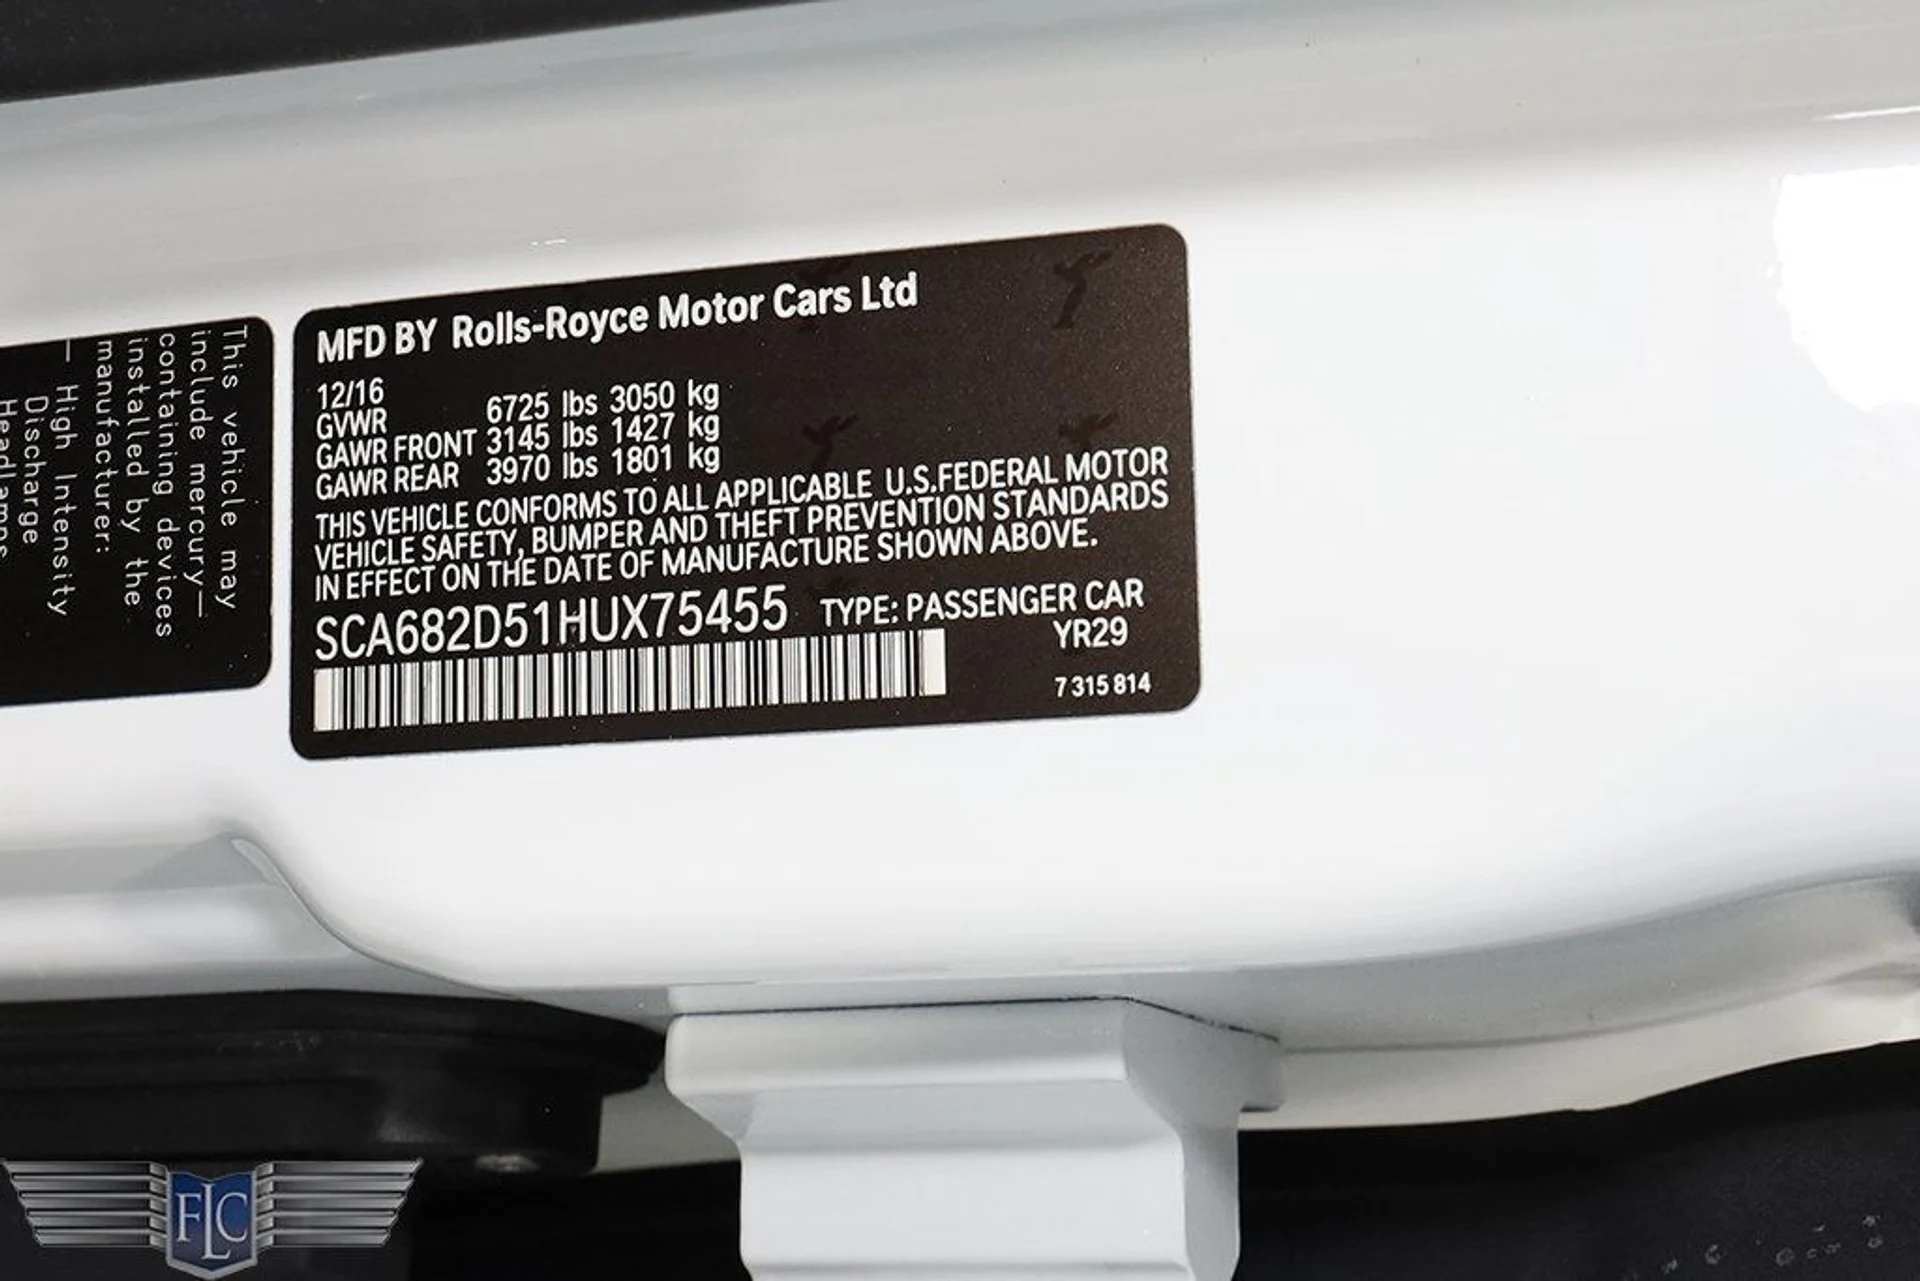 This vehicle may
include mercury—
containing devices
installed by the
manufacturer:
— High Intensity
Discharge
Headlamps
MFD BY Rolls-Royce Motor Cars Ltd
12/16
GVWR 6725 lbs 3050 kg
GAWR FRONT 3145 lbs 1427 kg
GAWR REAR 3970 lbs 1801 kg
THIS VEHICLE CONFORMS TO ALL APPLICABLE U.S.FEDERAL MOTOR
VEHICLE SAFETY, BUMPER AND THEFT PREVENTION STANDARDS
IN EFFECT ON THE DATE OF MANUFACTURE SHOWN ABOVE.
SCA682D51HUX75455 TYPE: PASSENGER CAR
YR29
7 315 814
FLC